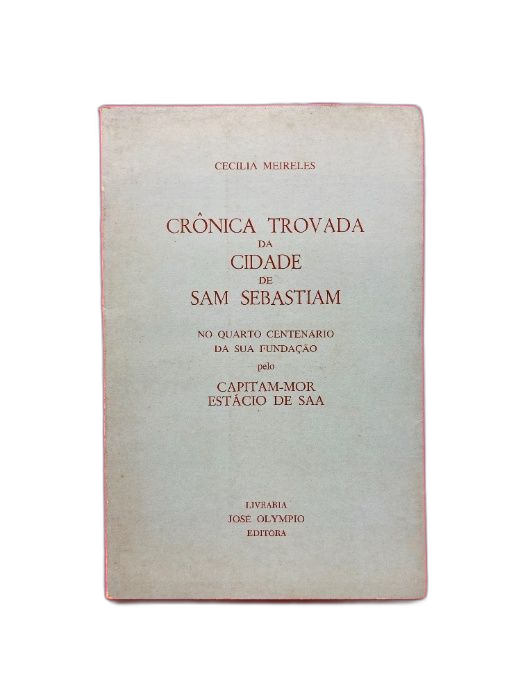 CECILIA MEIRELES
CRÔNICA TROVADA
DA
CIDADE
DE
SAM SEBASTIAM
NO QUARTO CENTENARIO
DA SUA FUNDAÇÃO
pelo
CAPITAM-MOR
ESTÁCIO DE SAA
LIVRARIA
JOSÉ OLYMPIO
EDITORA